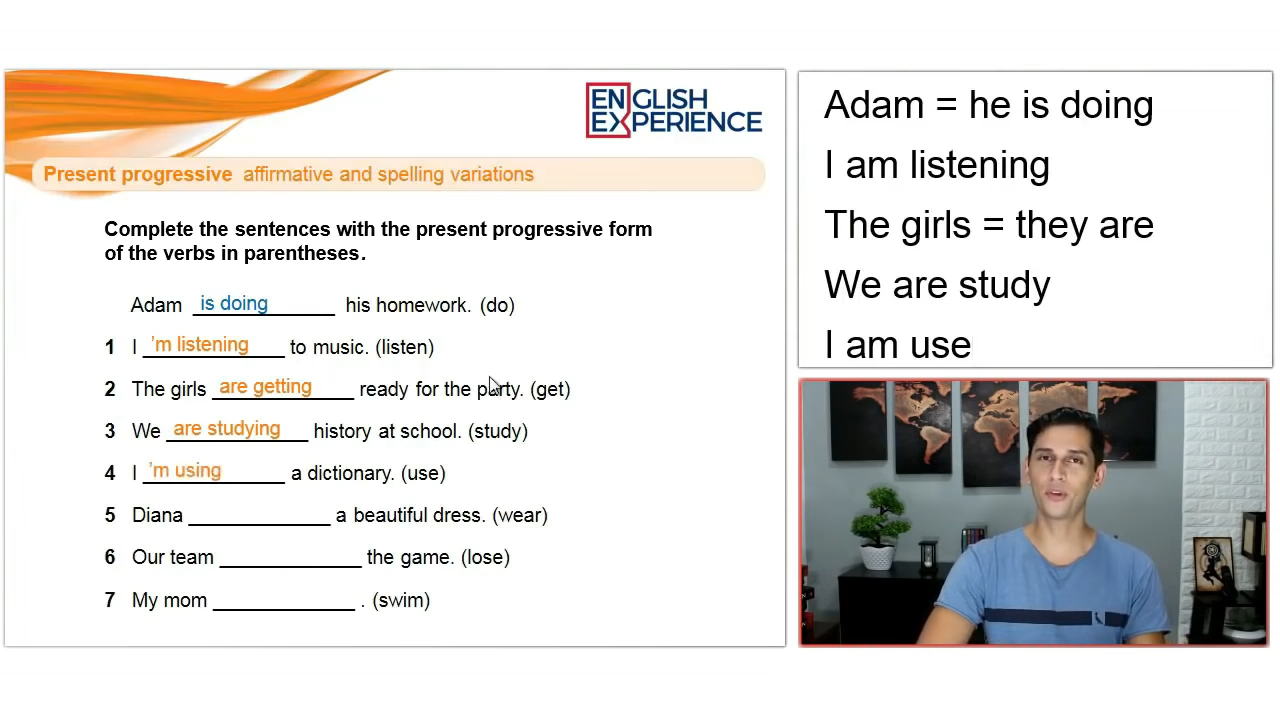 ENGLISH
EXPERIENCE
Present progressive affirmative and spelling variations
Complete the sentences with the present progressive form
of the verbs in parentheses.
Adam is doing his homework. (do)
1 I 'm listening to music. (listen)
2 The girls are getting ready for the party. (get)
3 We are studying history at school. (study)
4 I 'm using a dictionary. (use)
5 Diana ____________ a beautiful dress. (wear)
6 Our team ____________ the game. (lose)
7 My mom ____________ . (swim)
Adam = he is doing
I am listening
The girls = they are
We are study
I am use